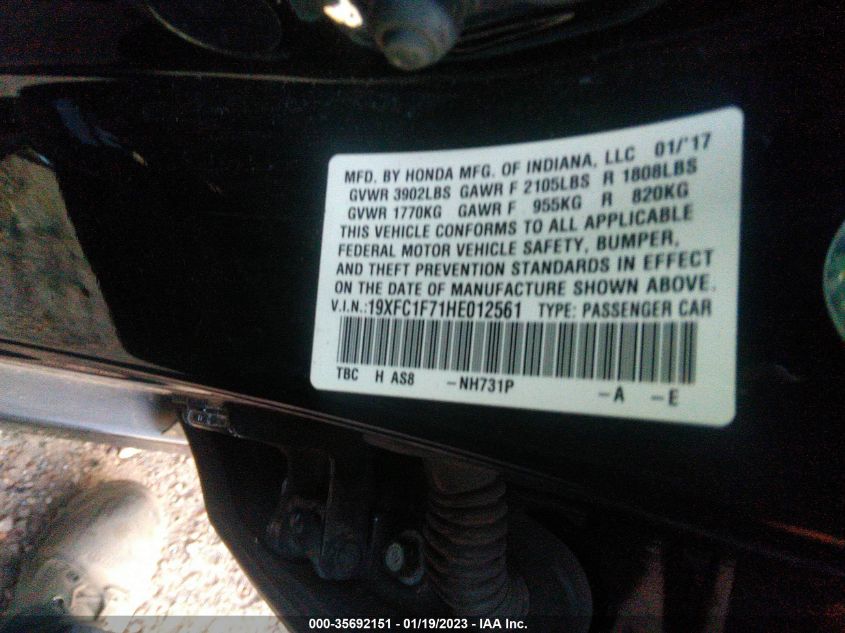 MFD. BY HONDA MFG. OF INDIANA, LLC 01/'17
GVWR 3902LBS GAWR F 2105LBS R 1808LBS
GVWR 1770KG GAWR F 955KG R 820KG
THIS VEHICLE CONFORMS TO ALL APPLICABLE
FEDERAL MOTOR VEHICLE SAFETY, BUMPER,
AND THEFT PREVENTION STANDARDS IN EFFECT
ON THE DATE OF MANUFACTURE SHOWN ABOVE.
V.I.N.:19XFC1F71HE012561 TYPE: PASSENGER CAR
TBC H AS8 -NH731P -A -E
000-35692151 - 01/19/2023 - IAA Inc.